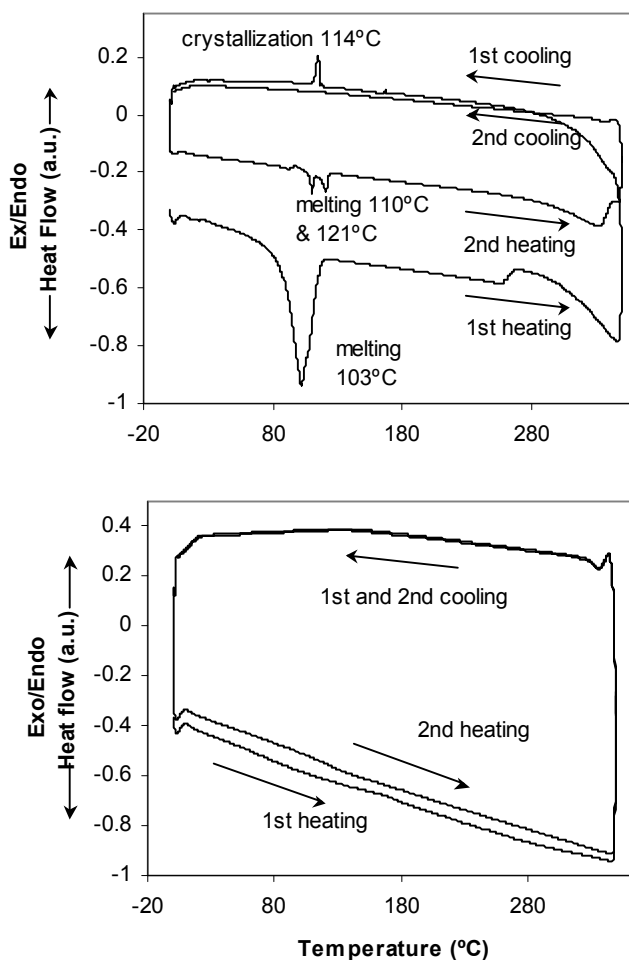 0.2
crystallization 114ºC
1st cooling
0
2nd cooling
-0.2
Ex/Endo
Heat Flow (a.u.)
-0.4
melting 110ºC
& 121ºC
2nd heating
-0.6
1st heating
-0.8
melting
103ºC
-1
-20
80
180
280
0.4
0.2
1st and 2nd cooling
0
Exo/Endo
Heat flow (a.u.)
-0.2
-0.4
2nd heating
-0.6
1st heating
-0.8
-1
-20
80
180
280
Temperature (ºC)